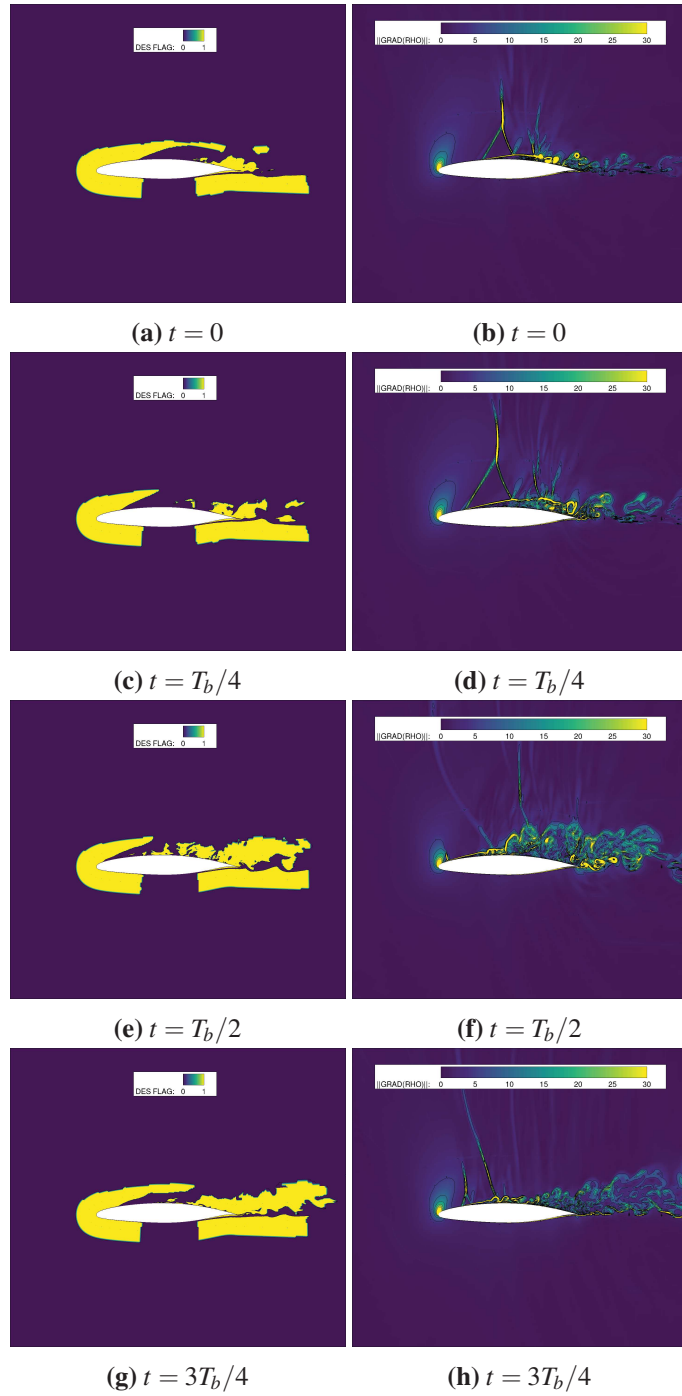 DES FLAG: 0 1
||GRAD(RHO)||: 0 5 10 15 20 25 30
(a) t = 0
(b) t = 0
DES FLAG: 0 1
||GRAD(RHO)||: 0 5 10 15 20 25 30
(c) t = T_b/4
(d) t = T_b/4
DES FLAG: 0 1
||GRAD(RHO)||: 0 5 10 15 20 25 30
(e) t = T_b/2
(f) t = T_b/2
DES FLAG: 0 1
||GRAD(RHO)||: 0 5 10 15 20 25 30
(g) t = 3T_b/4
(h) t = 3T_b/4